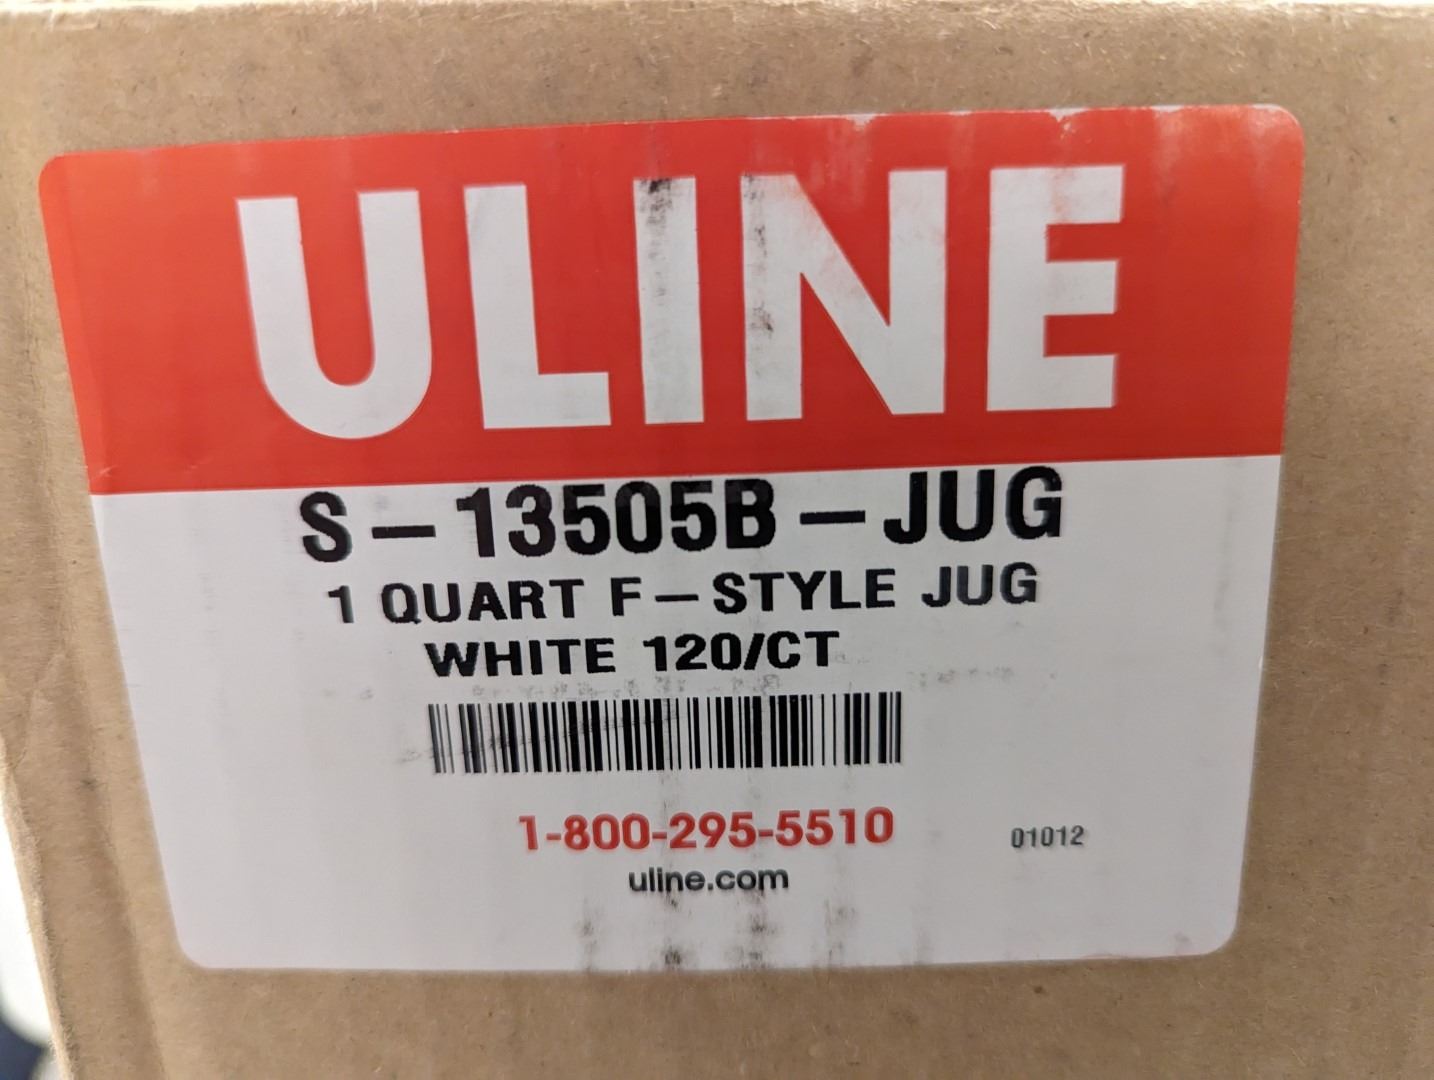 ULINE
S-13505B-JUG
1 QUART F-STYLE JUG
WHITE 120/CT
1-800-295-5510
01012
uline.com